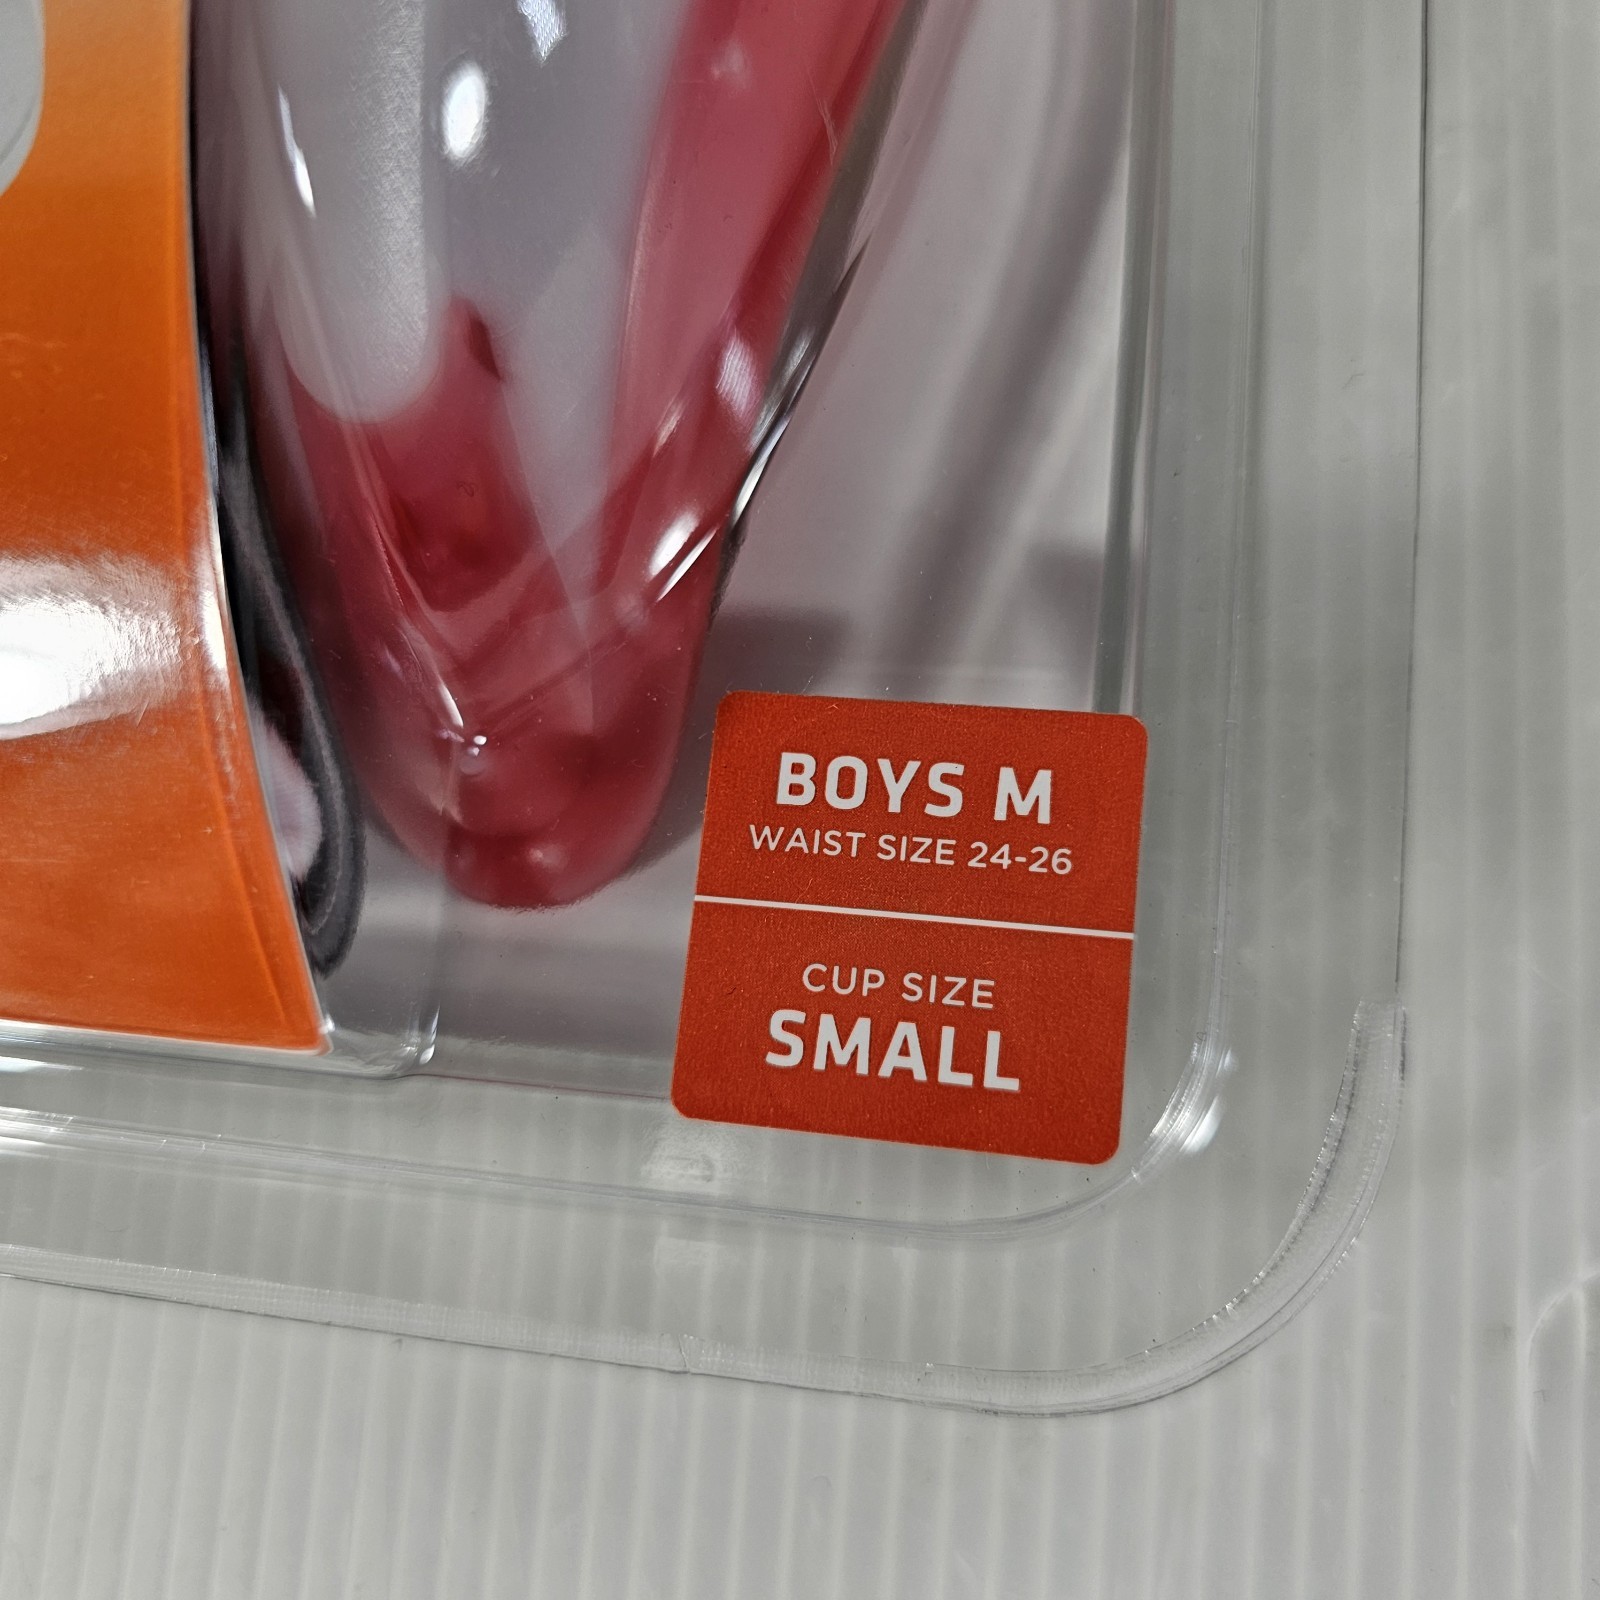 BOYS M
WAIST SIZE 24-26
CUP SIZE
SMALL